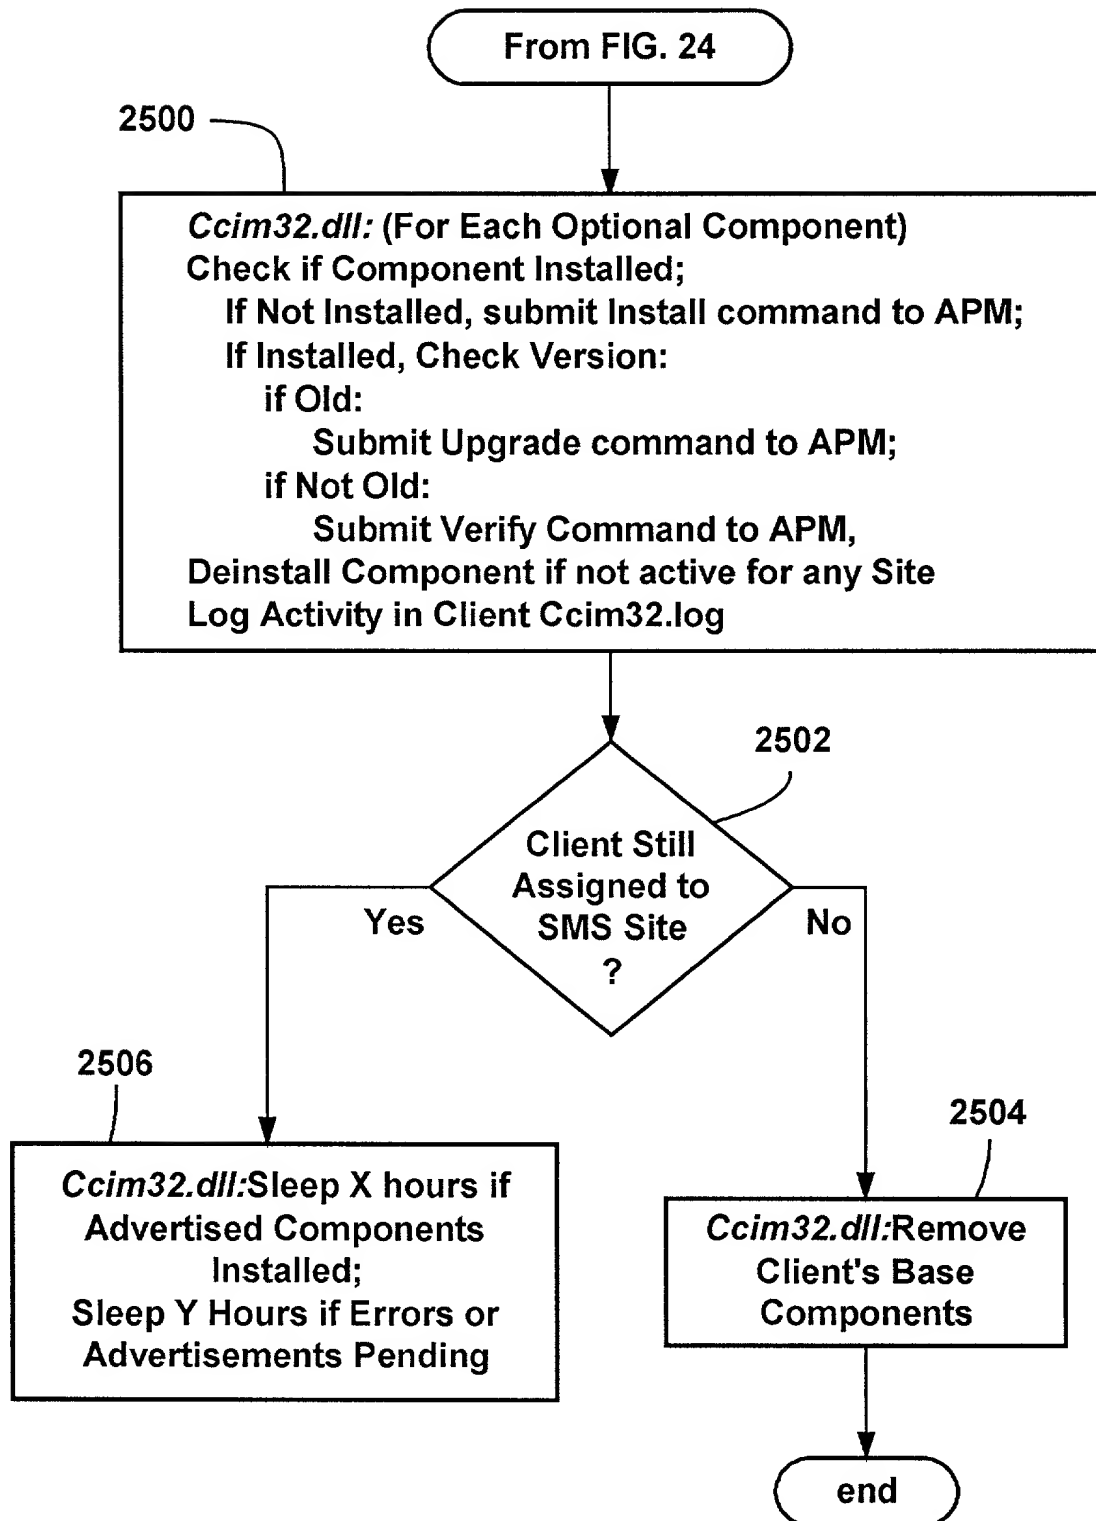 From FIG. 24
2500
Ccim32.dll: (For Each Optional Component)
Check if Component Installed;
If Not Installed, submit Install command to APM;
If Installed, Check Version:
if Old:
Submit Upgrade command to APM;
if Not Old:
Submit Verify Command to APM,
Deinstall Component if not active for any Site
Log Activity in Client Ccim32.log
2502
Client Still
Assigned to
SMS Site
?
Yes
No
2506
Ccim32.dll:Sleep X hours if
Advertised Components
Installed;
Sleep Y Hours if Errors or
Advertisements Pending
2504
Ccim32.dll:Remove
Client's Base
Components
end